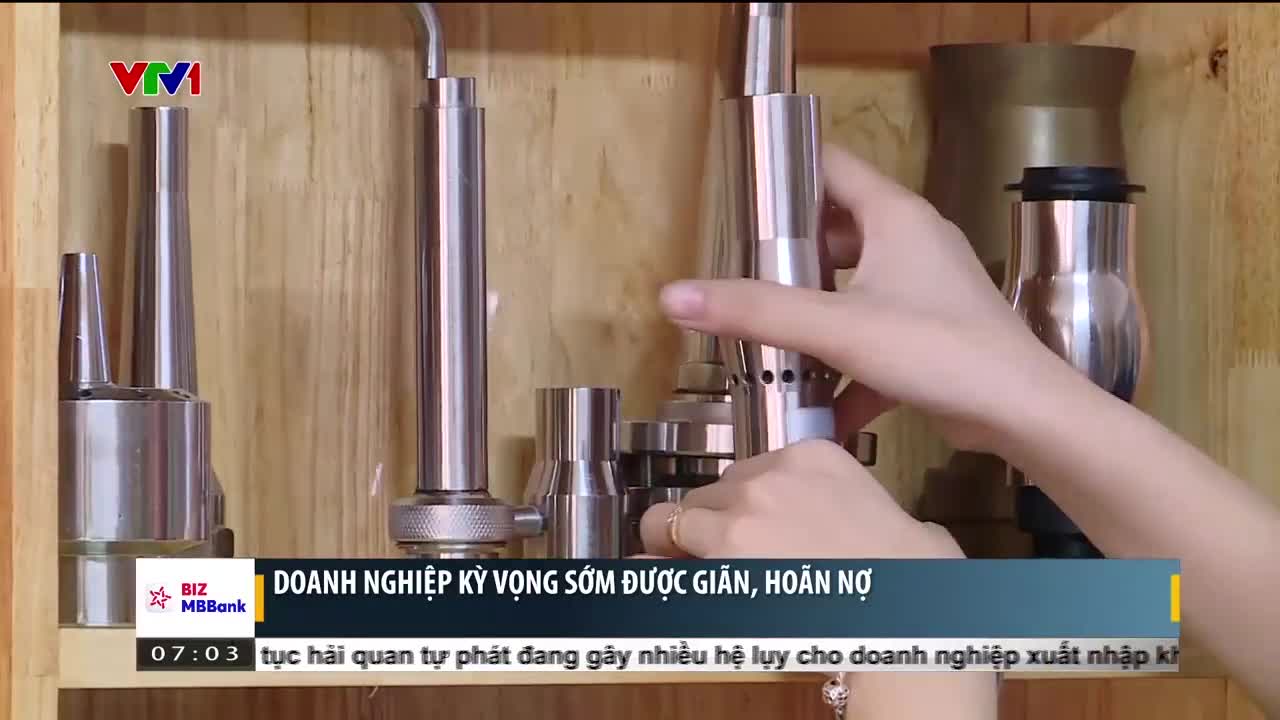 VTV1
DOANH NGHIỆP KỲ VỌNG SỚM ĐƯỢC GIÃN, HOÃN NỢ
BIZ
MBBank
07:03
tục hải quan tự phát đang gây nhiều hệ lụy cho doanh nghiệp xuất nhập